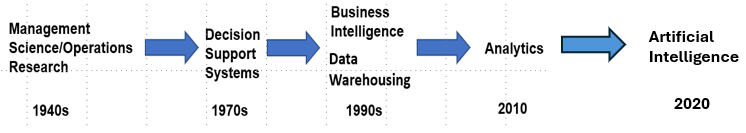 Management
Science/Operations
Research
1940s
Decision
Support
Systems
1970s
Business
Intelligence
Data
Warehousing
1990s
Analytics
2010
Artificial
Intelligence
2020